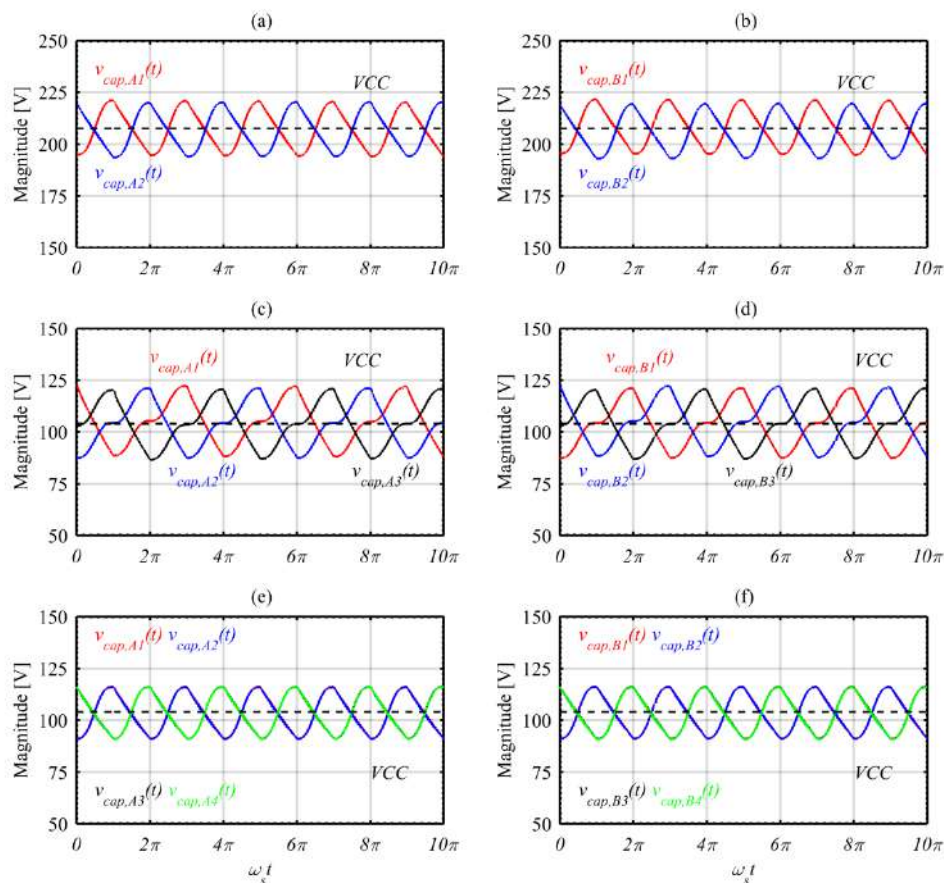 (a)
250
225
200
175
150
Magnitude [V]
v_cap,A1(t)
VCC
v_cap,A2(t)
0 2π 4π 6π 8π 10π
(b)
250
225
200
175
150
Magnitude [V]
v_cap,B1(t)
VCC
v_cap,B2(t)
0 2π 4π 6π 8π 10π
(c)
150
125
100
75
50
Magnitude [V]
v_cap,A1(t)
VCC
v_cap,A2(t)
v_cap,A3(t)
0 2π 4π 6π 8π 10π
(d)
150
125
100
75
50
Magnitude [V]
v_cap,B1(t)
VCC
v_cap,B2(t)
v_cap,B3(t)
0 2π 4π 6π 8π 10π
(e)
150
125
100
75
50
Magnitude [V]
v_cap,A1(t) v_cap,A2(t)
VCC
v_cap,A3(t) v_cap,A4(t)
0 2π 4π 6π 8π 10π
ω_s t
(f)
150
125
100
75
50
Magnitude [V]
v_cap,B1(t) v_cap,B2(t)
VCC
v_cap,B3(t) v_cap,B4(t)
0 2π 4π 6π 8π 10π
ω_s t